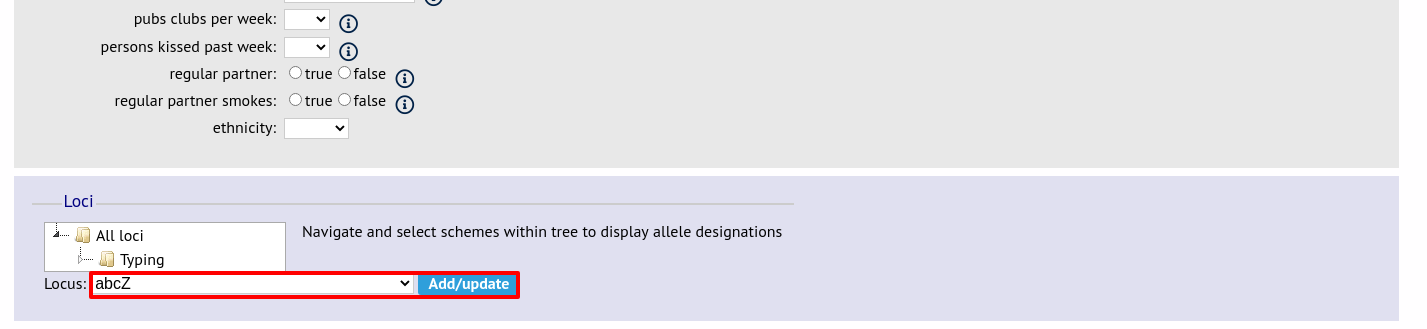 pubs clubs per week:
persons kissed past week:
regular partner: true false
regular partner smokes: true false
ethnicity:
Loci
All loci
Navigate and select schemes within tree to display allele designations
Typing
Locus: abcZ Add/update